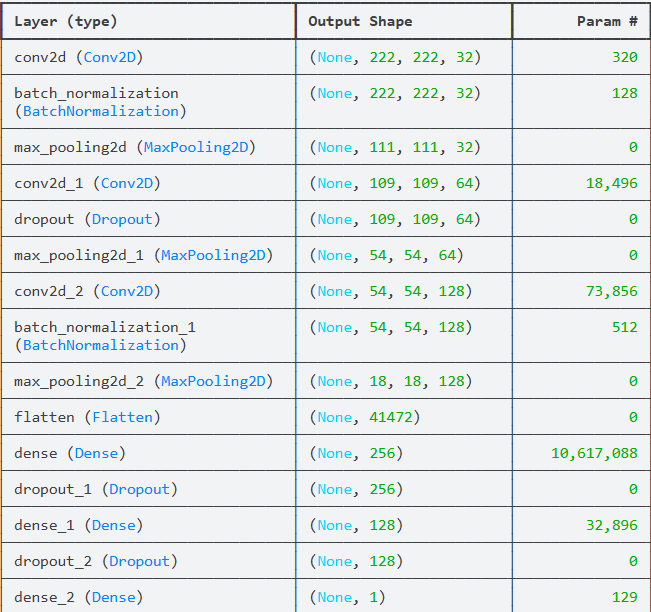 Layer (type) Output Shape Param #
conv2d (Conv2D) (None, 222, 222, 32) 320
batch_normalization (None, 222, 222, 32) 128
(BatchNormalization)
max_pooling2d (MaxPooling2D) (None, 111, 111, 32) 0
conv2d_1 (Conv2D) (None, 109, 109, 64) 18,496
dropout (Dropout) (None, 109, 109, 64) 0
max_pooling2d_1 (MaxPooling2D) (None, 54, 54, 64) 0
conv2d_2 (Conv2D) (None, 54, 54, 128) 73,856
batch_normalization_1 (None, 54, 54, 128) 512
(BatchNormalization)
max_pooling2d_2 (MaxPooling2D) (None, 18, 18, 128) 0
flatten (Flatten) (None, 41472) 0
dense (Dense) (None, 256) 10,617,088
dropout_1 (Dropout) (None, 256) 0
dense_1 (Dense) (None, 128) 32,896
dropout_2 (Dropout) (None, 128) 0
dense_2 (Dense) (None, 1) 129